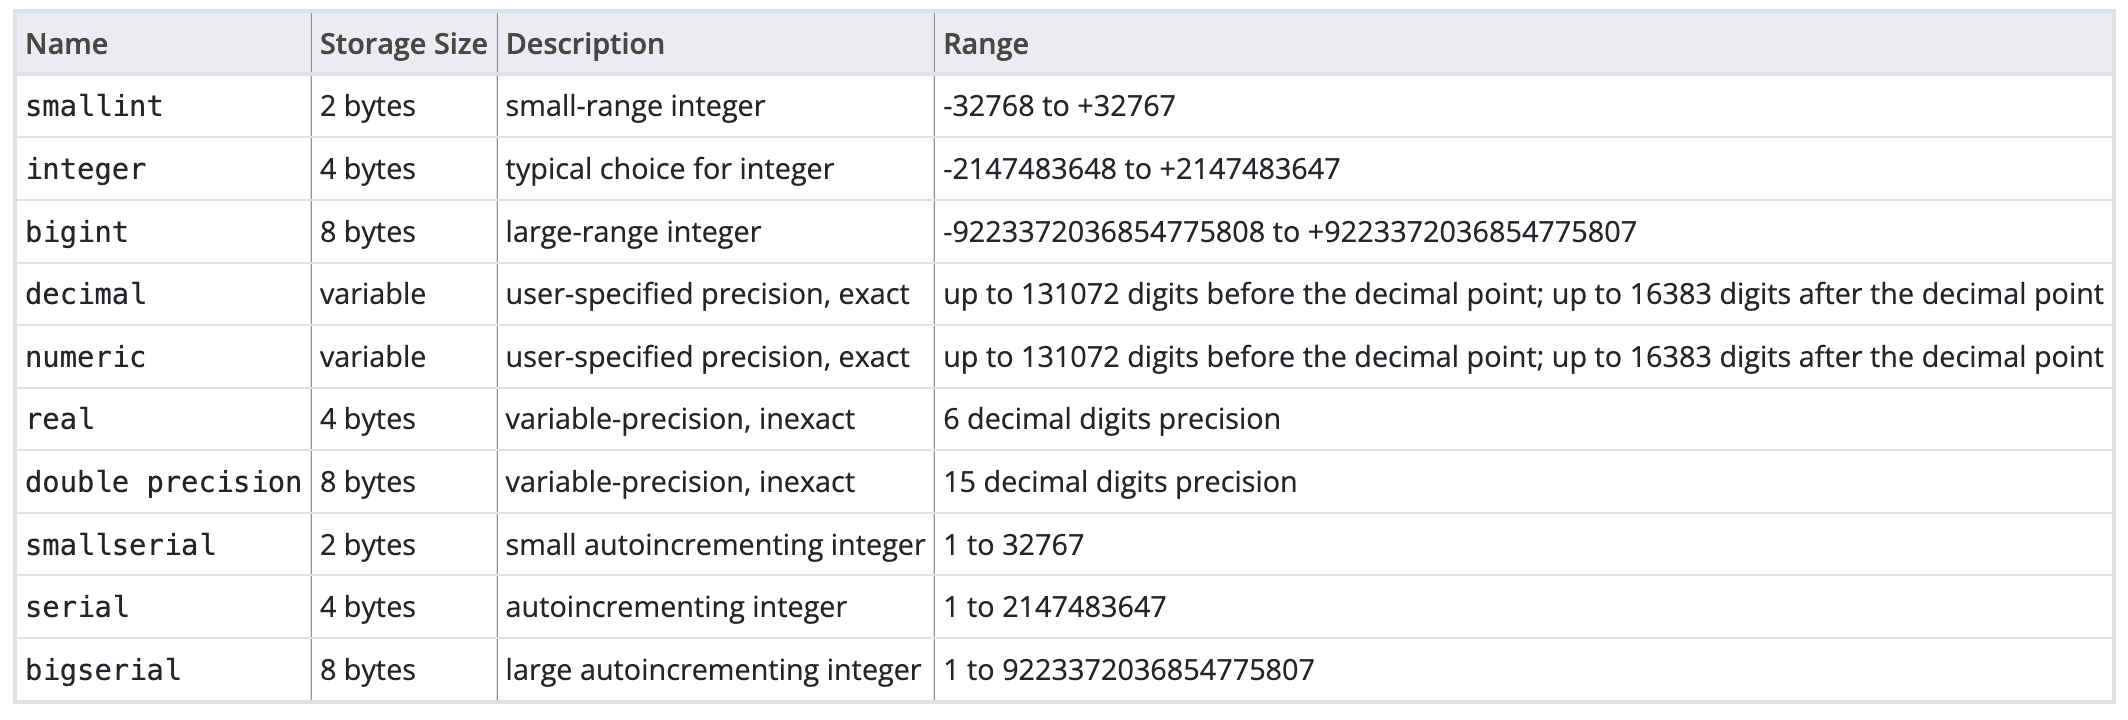 Name Storage Size Description Range
smallint 2 bytes small-range integer -32768 to +32767
integer 4 bytes typical choice for integer -2147483648 to +2147483647
bigint 8 bytes large-range integer -9223372036854775808 to +9223372036854775807
decimal variable user-specified precision, exact up to 131072 digits before the decimal point; up to 16383 digits after the decimal point
numeric variable user-specified precision, exact up to 131072 digits before the decimal point; up to 16383 digits after the decimal point
real 4 bytes variable-precision, inexact 6 decimal digits precision
double precision 8 bytes variable-precision, inexact 15 decimal digits precision
smallserial 2 bytes small autoincrementing integer 1 to 32767
serial 4 bytes autoincrementing integer 1 to 2147483647
bigserial 8 bytes large autoincrementing integer 1 to 9223372036854775807